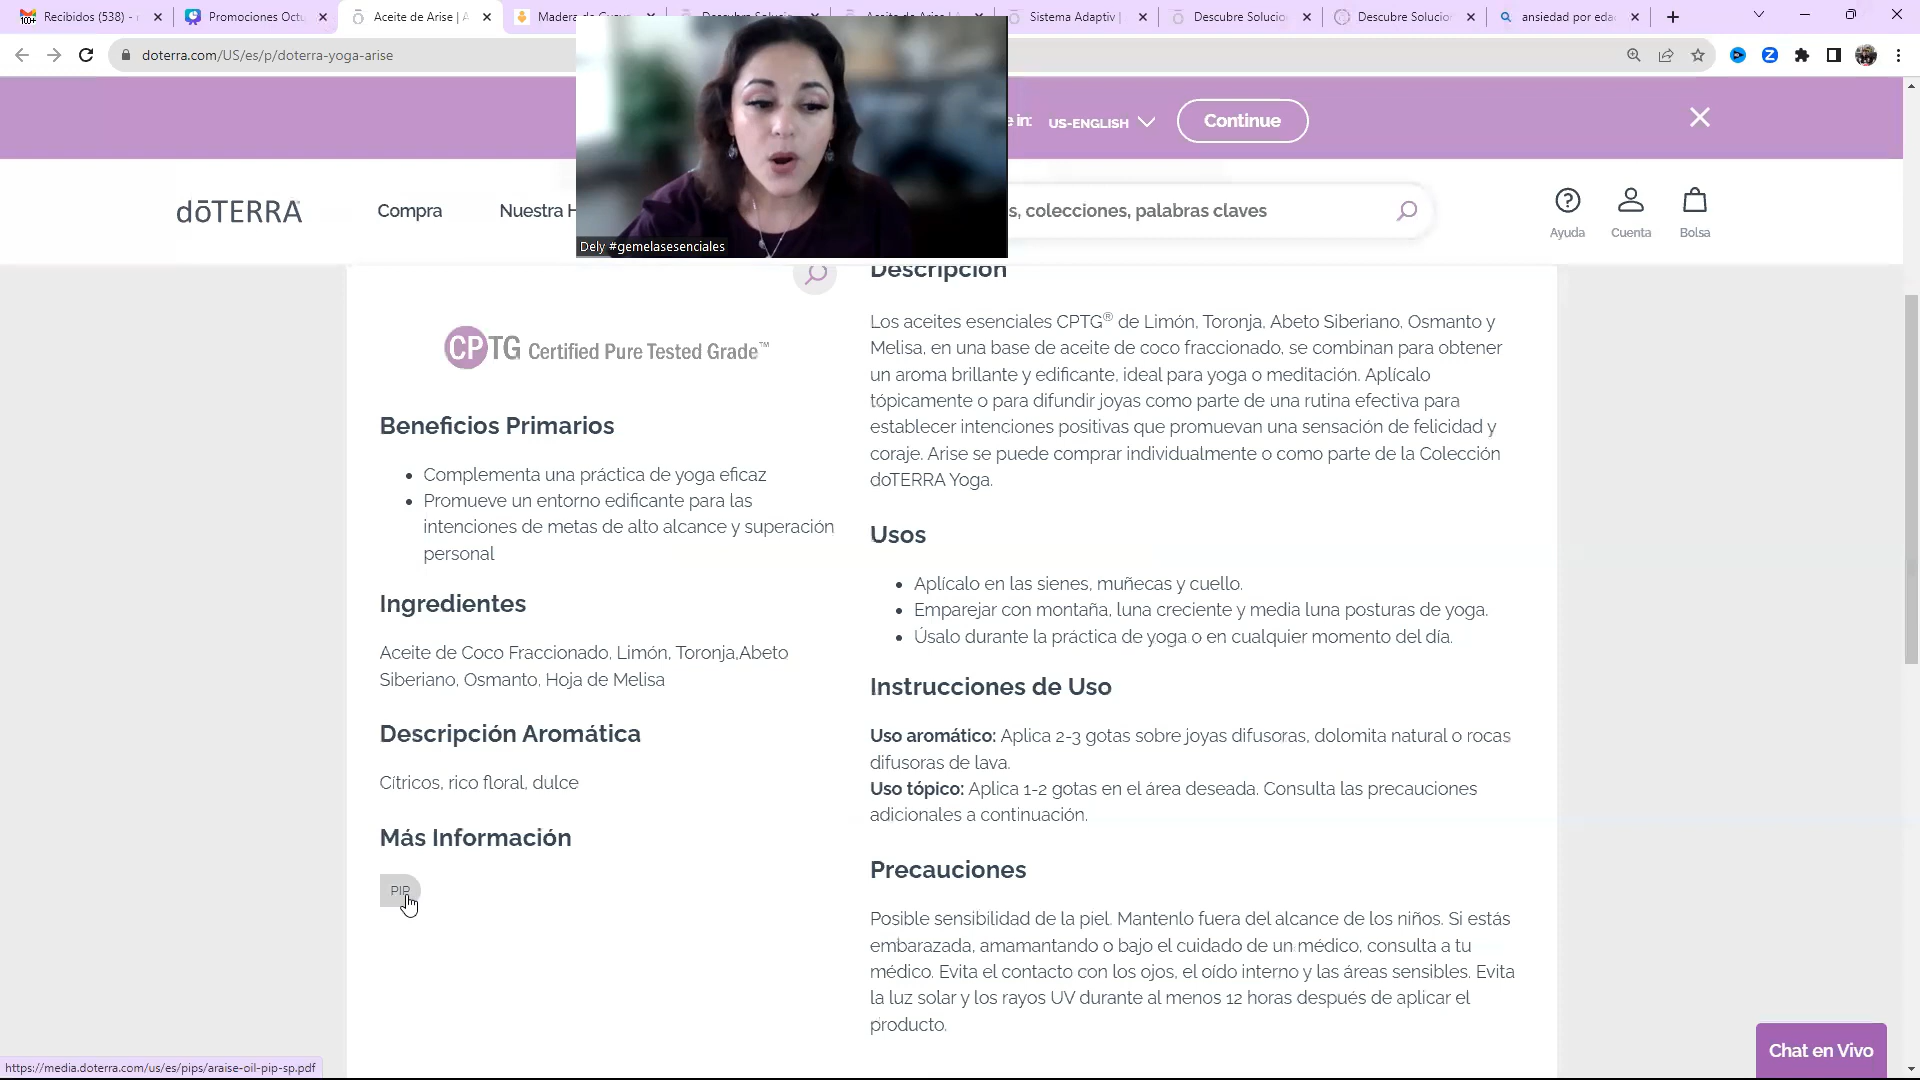 Recibidos (538) -
Promociones Octu
Aceite de Arise | A
Sistema Adaptiv |
Descubre Solucio
Descubre Solucio
ansiedad por eda
doterra.com/US/es/p/doterra-yoga-arise
e in: US-ENGLISH Continue
dōTERRA Compra Nuestra H
s, colecciones, palabras claves
Ayuda Cuenta Bolsa
Dely #gemelasesenciales
CPTG Certified Pure Tested Grade™
Beneficios Primarios
Complementa una práctica de yoga eficaz
Promueve un entorno edificante para las
intenciones de metas de alto alcance y superación
personal
Ingredientes
Aceite de Coco Fraccionado, Limón, Toronja,Abeto
Siberiano, Osmanto, Hoja de Melisa
Descripción Aromática
Cítricos, rico floral, dulce
Más Información
PIP
Descripción
Los aceites esenciales CPTG® de Limón, Toronja, Abeto Siberiano, Osmanto y
Melisa, en una base de aceite de coco fraccionado, se combinan para obtener
un aroma brillante y edificante, ideal para yoga o meditación. Aplícalo
tópicamente o para difundir joyas como parte de una rutina efectiva para
establecer intenciones positivas que promuevan una sensación de felicidad y
coraje. Arise se puede comprar individualmente o como parte de la Colección
doTERRA Yoga.
Usos
Aplícalo en las sienes, muñecas y cuello.
Emparejar con montaña, luna creciente y media luna posturas de yoga.
Úsalo durante la práctica de yoga o en cualquier momento del día.
Instrucciones de Uso
Uso aromático: Aplica 2-3 gotas sobre joyas difusoras, dolomita natural o rocas
difusoras de lava.
Uso tópico: Aplica 1-2 gotas en el área deseada. Consulta las precauciones
adicionales a continuación.
Precauciones
Posible sensibilidad de la piel. Mantenlo fuera del alcance de los niños. Si estás
embarazada, amamantando o bajo el cuidado de un médico, consulta a tu
médico. Evita el contacto con los ojos, el oído interno y las áreas sensibles. Evita
la luz solar y los rayos UV durante al menos 12 horas después de aplicar el
producto.
Chat en Vivo
https://media.doterra.com/us/es/pips/araise-oil-pip-sp.pdf